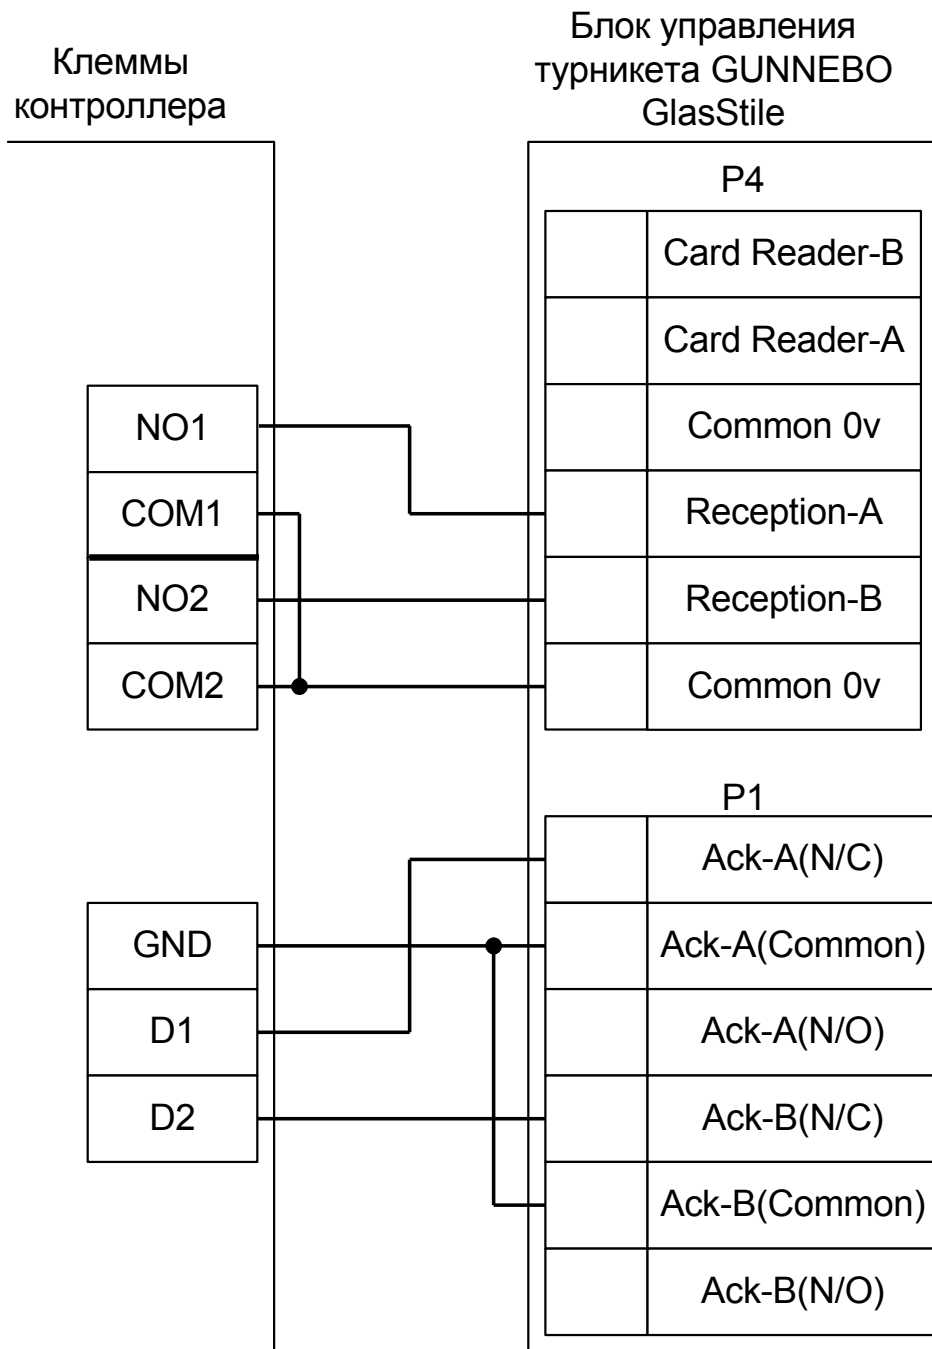 Клеммы
контроллера
Блок управления
турникета GUNNEBO
GlasStile
P4
Card Reader-B
Card Reader-A
Common 0v
Reception-A
Reception-B
Common 0v
NO1
COM1
NO2
COM2
P1
Ack-A(N/C)
Ack-A(Common)
Ack-A(N/O)
Ack-B(N/C)
Ack-B(Common)
Ack-B(N/O)
GND
D1
D2